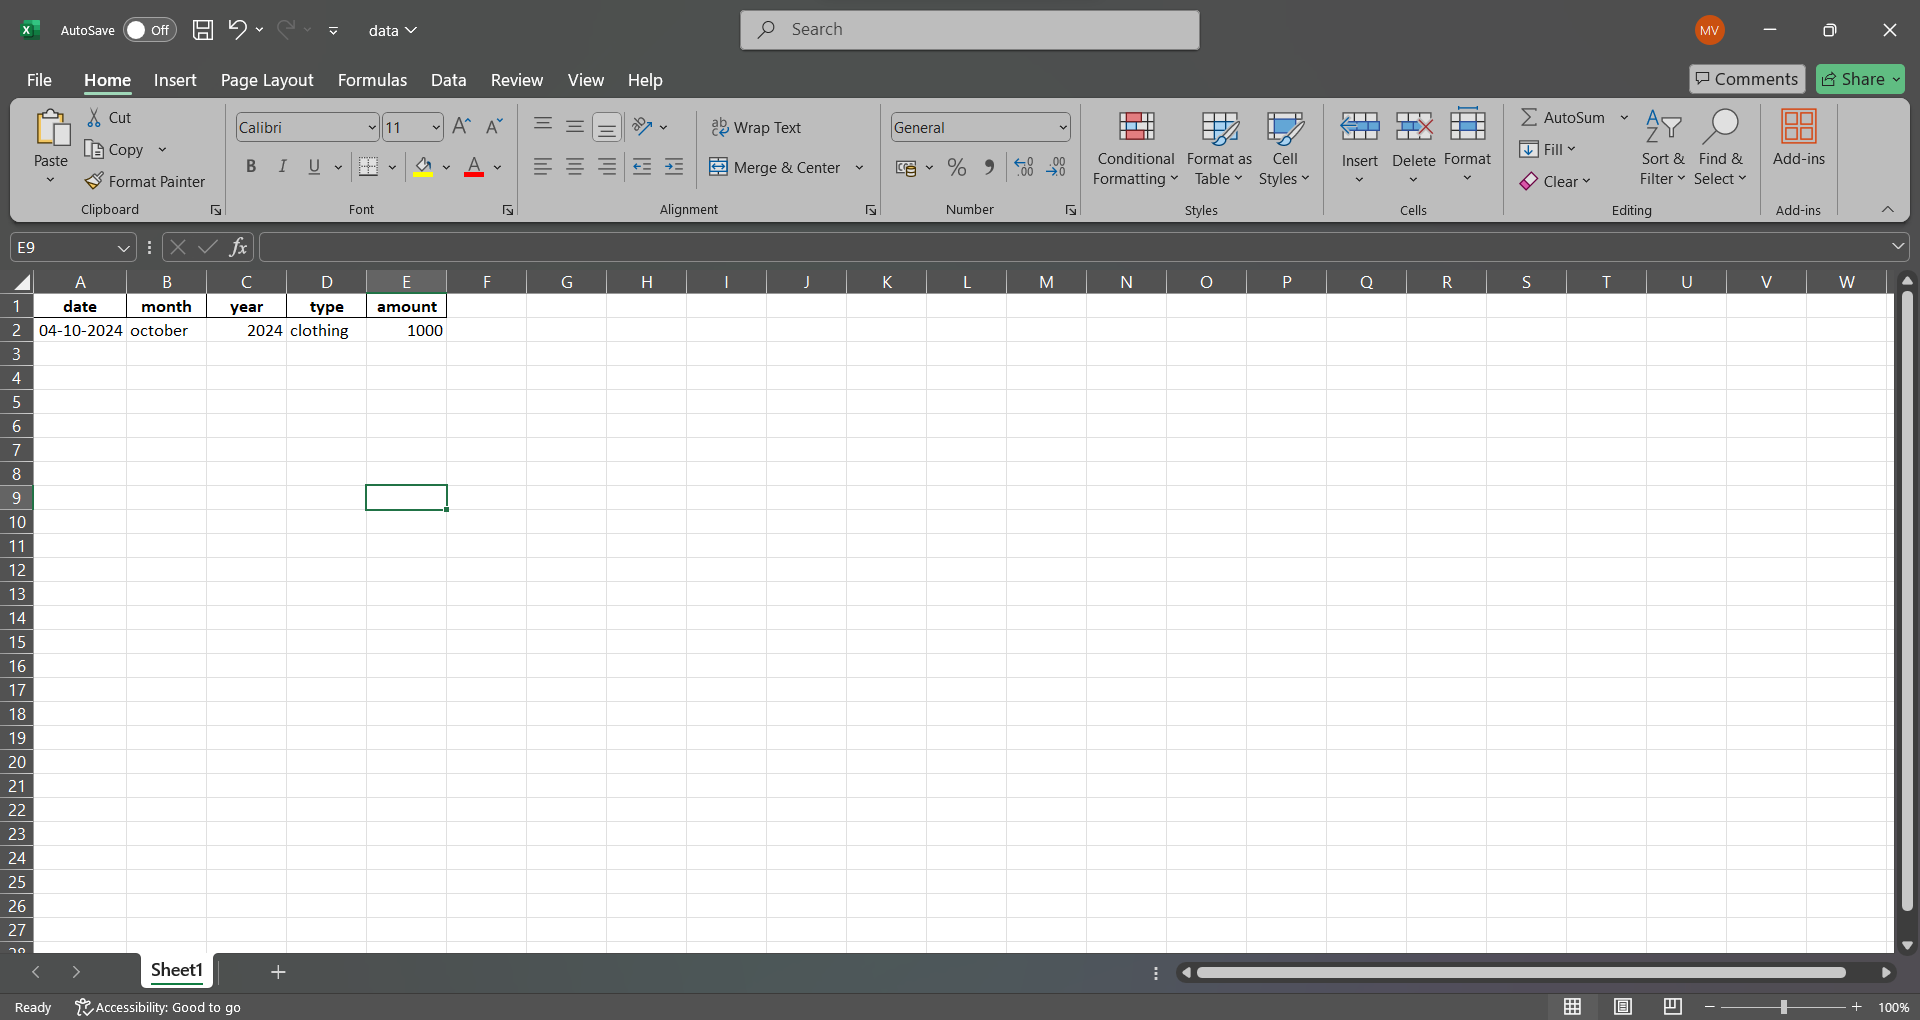 AutoSave Off data Search MV
File Home Insert Page Layout Formulas Data Review View Help Comments Share
Paste Cut Copy Format Painter Clipboard
Calibri 11 A A B I U A Font
ab Wrap Text Merge & Center Alignment
General % , .00 .00 Number
Conditional Formatting Format as Table Cell Styles Styles
Insert Delete Format Cells
AutoSum Fill Clear Sort & Filter Find & Select Editing
Add-ins Add-ins
E9 fx
A B C D E F G H I J K L M N O P Q R S T U V W
1 date month year type amount
2 04-10-2024 october 2024 clothing 1000
3
4
5
6
7
8
9
10
11
12
13
14
15
16
17
18
19
20
21
22
23
24
25
26
27
28
Sheet1
Ready Accessibility: Good to go 100%